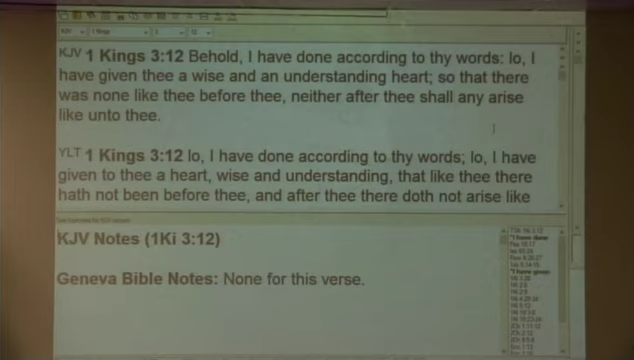 KJV 1 Kings 3:12 Behold, I have done according to thy words: lo, I
have given thee a wise and an understanding heart; so that there
was none like thee before thee, neither after thee shall any arise
like unto thee.
YLT 1 Kings 3:12 lo, I have done according to thy words; lo, I have
given to thee a heart, wise and understanding, that like thee there
hath not been before thee, and after thee there doth not arise like
KJV Notes (1Ki 3:12)
Geneva Bible Notes: None for this verse.
"I have done
"I have given